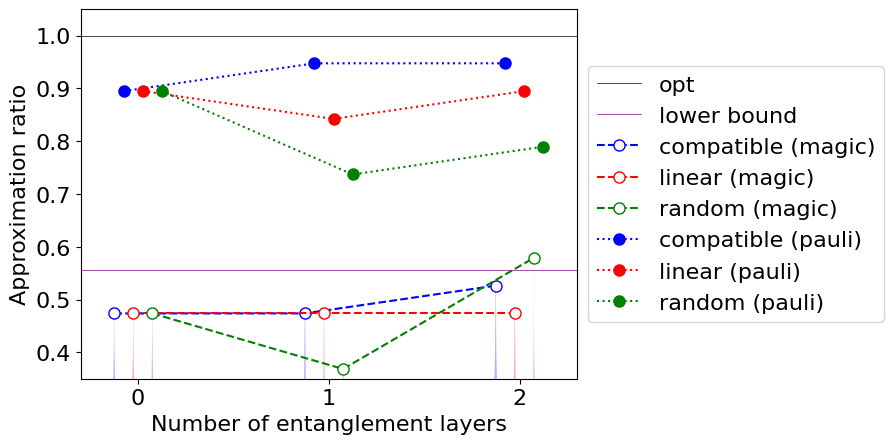 1.0
0.9
0.8
0.7
0.6
0.5
0.4
Approximation ratio
0
1
2
Number of entanglement layers
opt
lower bound
compatible (magic)
linear (magic)
random (magic)
compatible (pauli)
linear (pauli)
random (pauli)